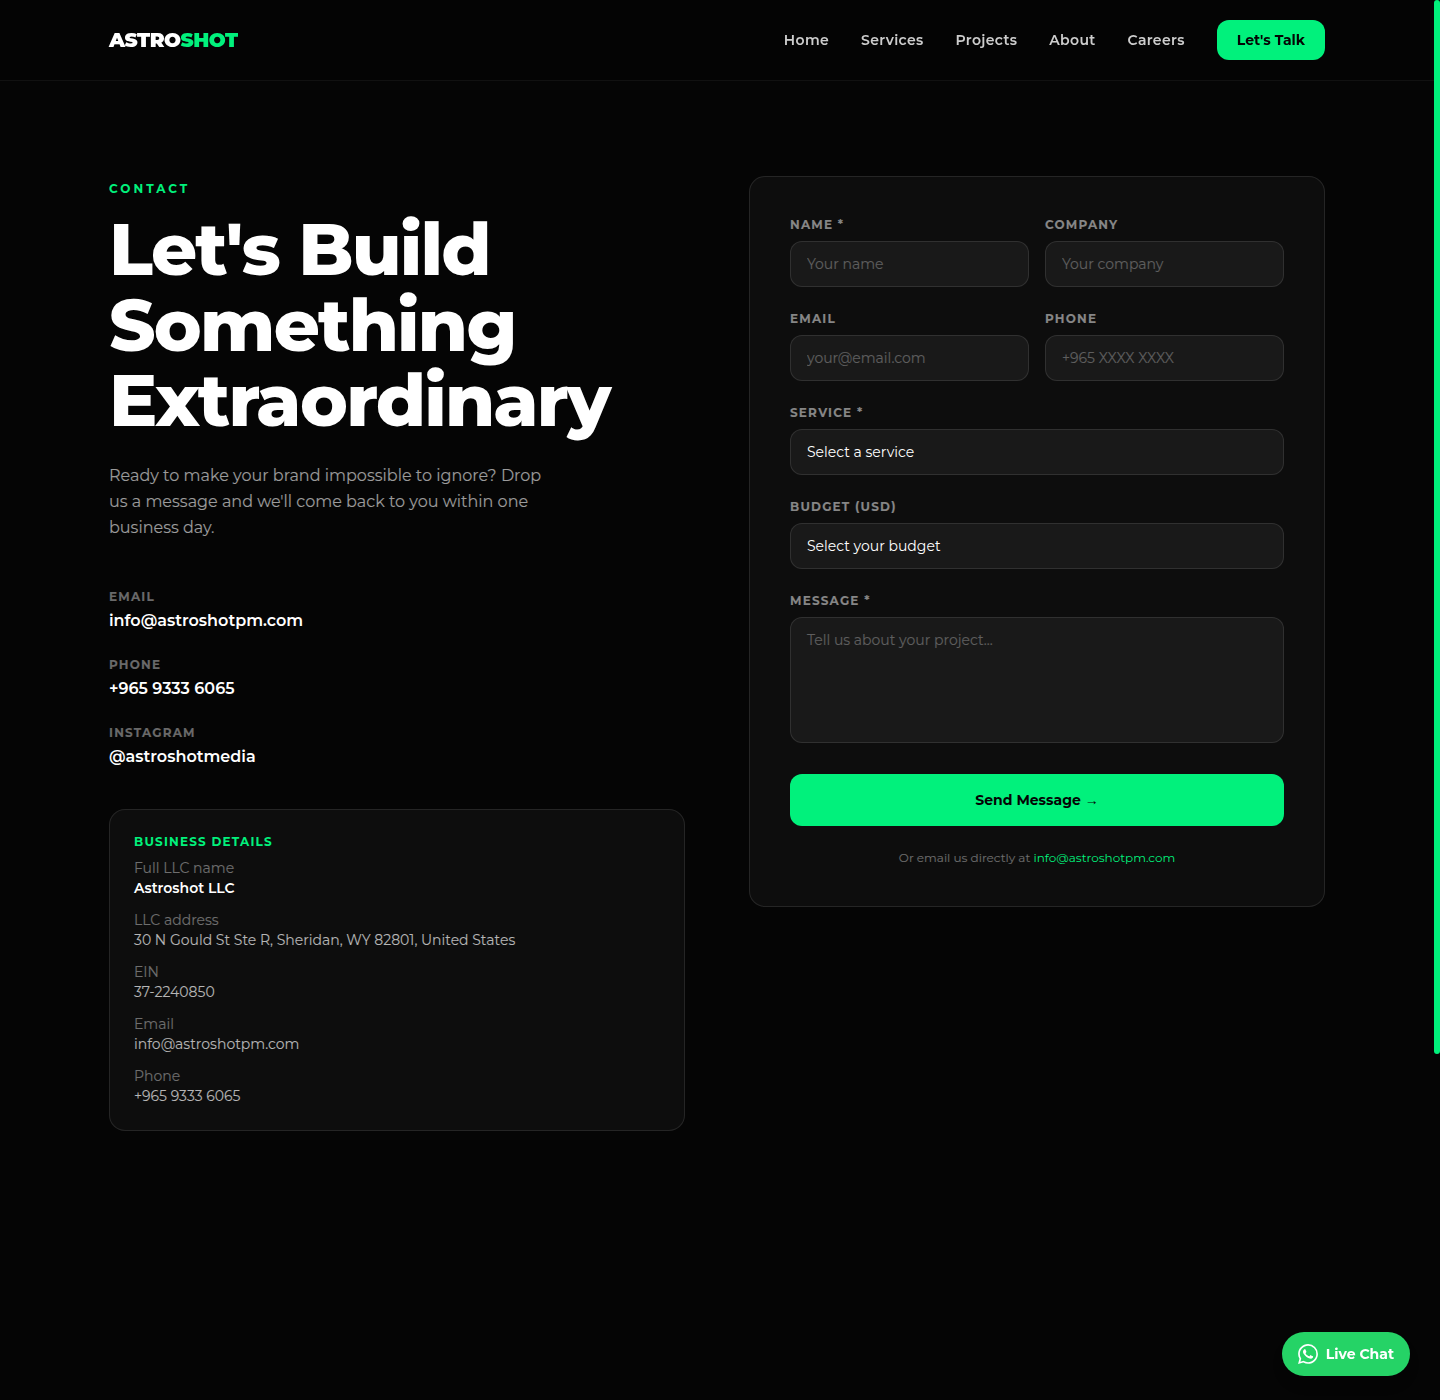 ASTROSHOT
Home
Services
Projects
About
Careers
Let's Talk
CONTACT
Let's Build
Something
Extraordinary
Ready to make your brand impossible to ignore? Drop
us a message and we'll come back to you within one
business day.
EMAIL
info@astroshotpm.com
PHONE
+965 9333 6065
INSTAGRAM
@astroshotmedia
BUSINESS DETAILS
Full LLC name
Astroshot LLC
LLC address
30 N Gould St Ste R, Sheridan, WY 82801, United States
EIN
37-2240850
Email
info@astroshotpm.com
Phone
+965 9333 6065
NAME *
Your name
COMPANY
Your company
EMAIL
your@email.com
PHONE
+965 XXXX XXXX
SERVICE *
Select a service
BUDGET (USD)
Select your budget
MESSAGE *
Tell us about your project...
Send Message →
Or email us directly at info@astroshotpm.com
Live Chat